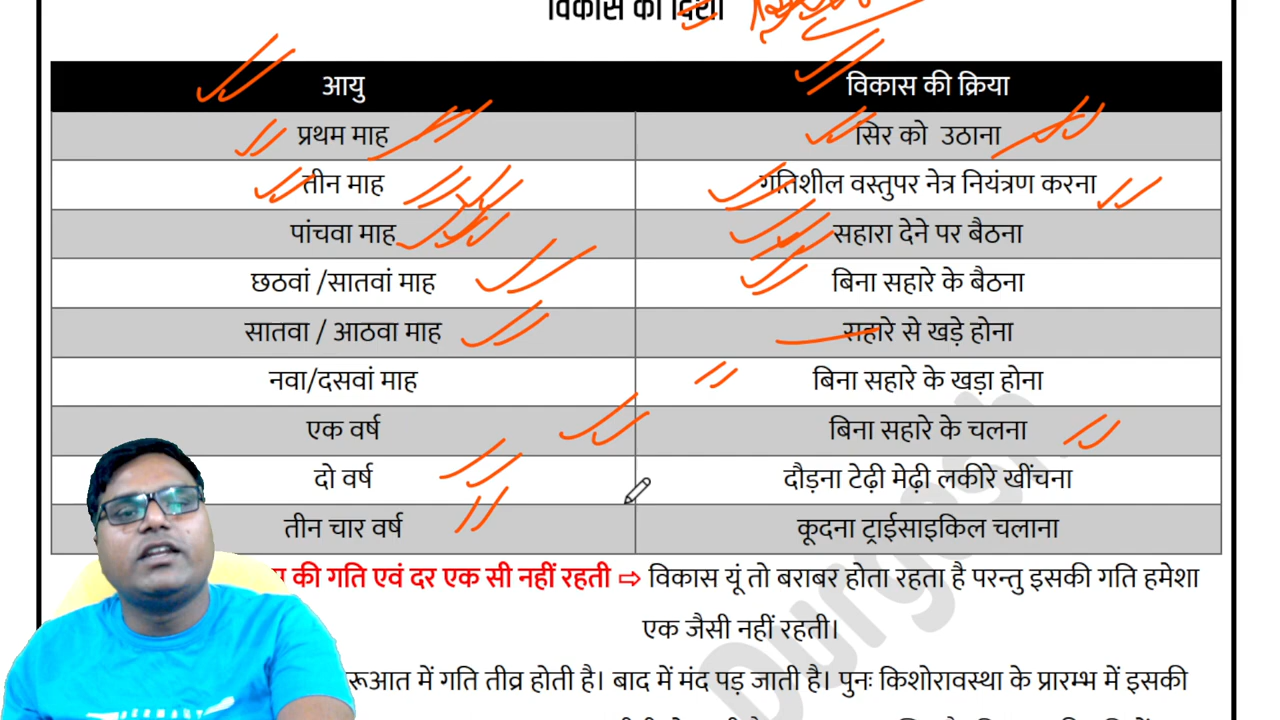 विकास की दिशा
आयु विकास की क्रिया
प्रथम माह सिर को उठाना
तीन माह गतिशील वस्तुपर नेत्र नियंत्रण करना
पांचवा माह सहारा देने पर बैठना
छठवां /सातवां माह बिना सहारे के बैठना
सातवा / आठवा माह सहारे से खड़े होना
नवा/दसवां माह बिना सहारे के खड़ा होना
एक वर्ष बिना सहारे के चलना
दो वर्ष दौड़ना टेढ़ी मेढ़ी लकीरे खींचना
तीन चार वर्ष कूदना ट्राईसाइकिल चलाना
की गति एवं दर एक सी नहीं रहती ⇨ विकास यूं तो बराबर होता रहता है परन्तु इसकी गति हमेशा
एक जैसी नहीं रहती।
रूआत में गति तीव्र होती है। बाद में मंद पड़ जाती है। पुनः किशोरावस्था के प्रारम्भ में इसकी
Durgesh